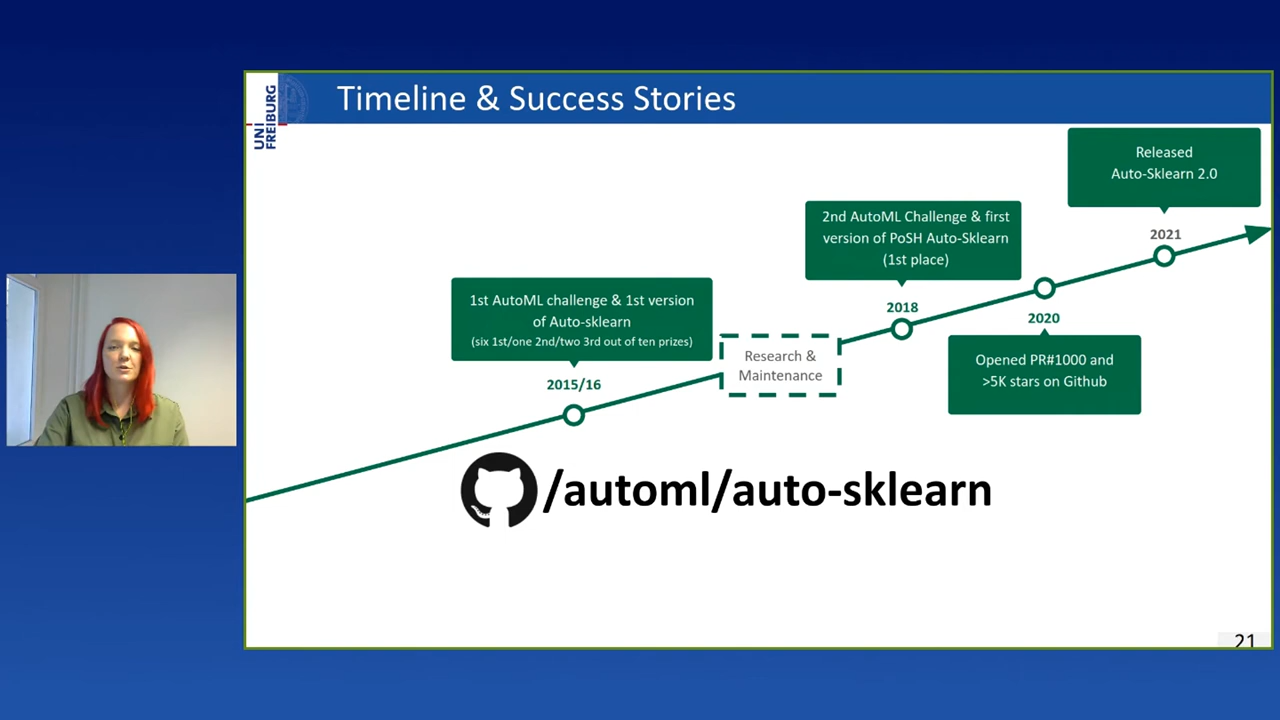 UNI
FREIBURG
Timeline & Success Stories
Released
Auto-Sklearn 2.0
2021
2nd AutoML Challenge & first
version of PoSH Auto-Sklearn
(1st place)
2018
1st AutoML challenge & 1st version
of Auto-sklearn
(six 1st/one 2nd/two 3rd out of ten prizes)
2015/16
Research &
Maintenance
2020
Opened PR#1000 and
>5K stars on Github
/automl/auto-sklearn
21